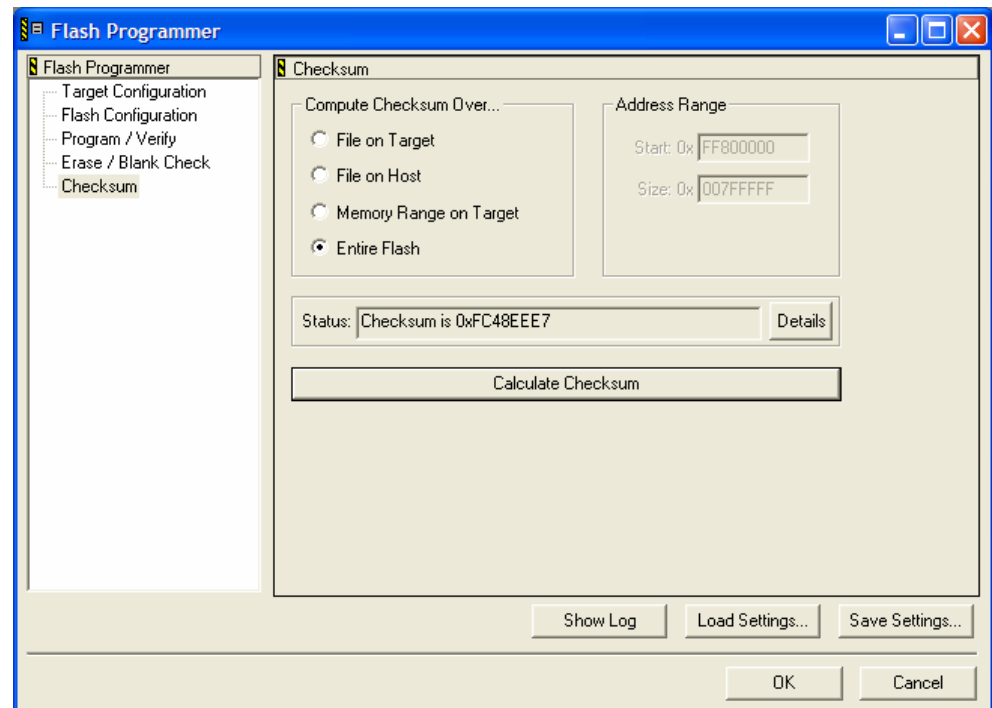 Flash Programmer
Flash Programmer
Target Configuration
Flash Configuration
Program / Verify
Erase / Blank Check
Checksum
Checksum
Compute Checksum Over...
File on Target
File on Host
Memory Range on Target
Entire Flash
Address Range
Start: 0x FF800000
Size: 0x 007FFFFF
Status: Checksum is 0xFC48EEE7 Details
Calculate Checksum
Show Log Load Settings... Save Settings...
OK Cancel